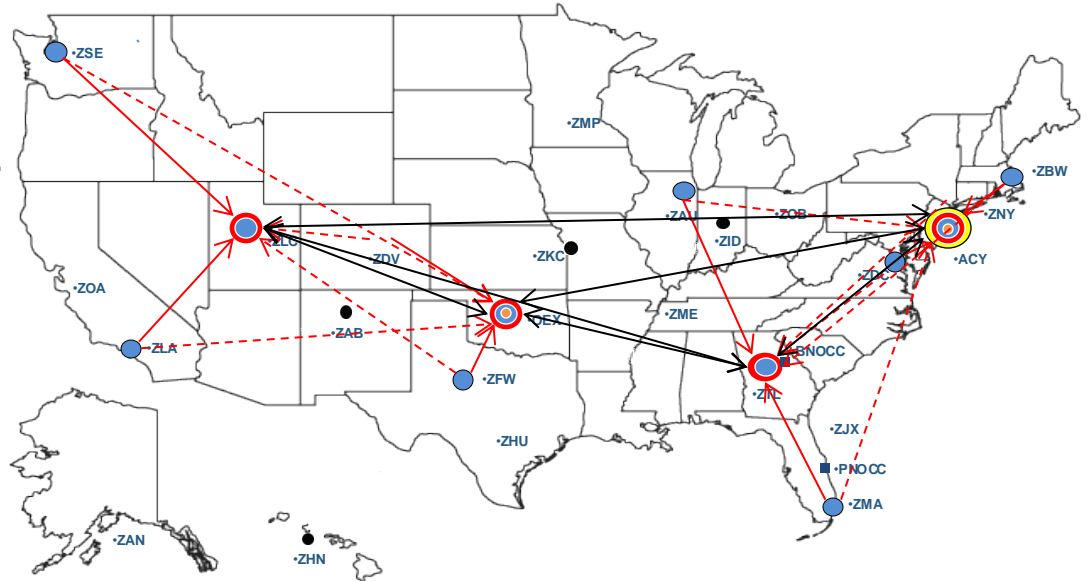 •ZSE
•ZMP
•ZBW
•ZAU
•ZOB
•ZNY
•ZID
•ZLC
•ZKC
•ZDV
•ACY
•ZDC
•ZOA
•OEX
•ZME
•ZAB
•ZLA
•BNOCC
•ZFW
•ZTL
•ZJX
•ZHU
•PNOCC
•ZMA
•ZAN
•ZHN